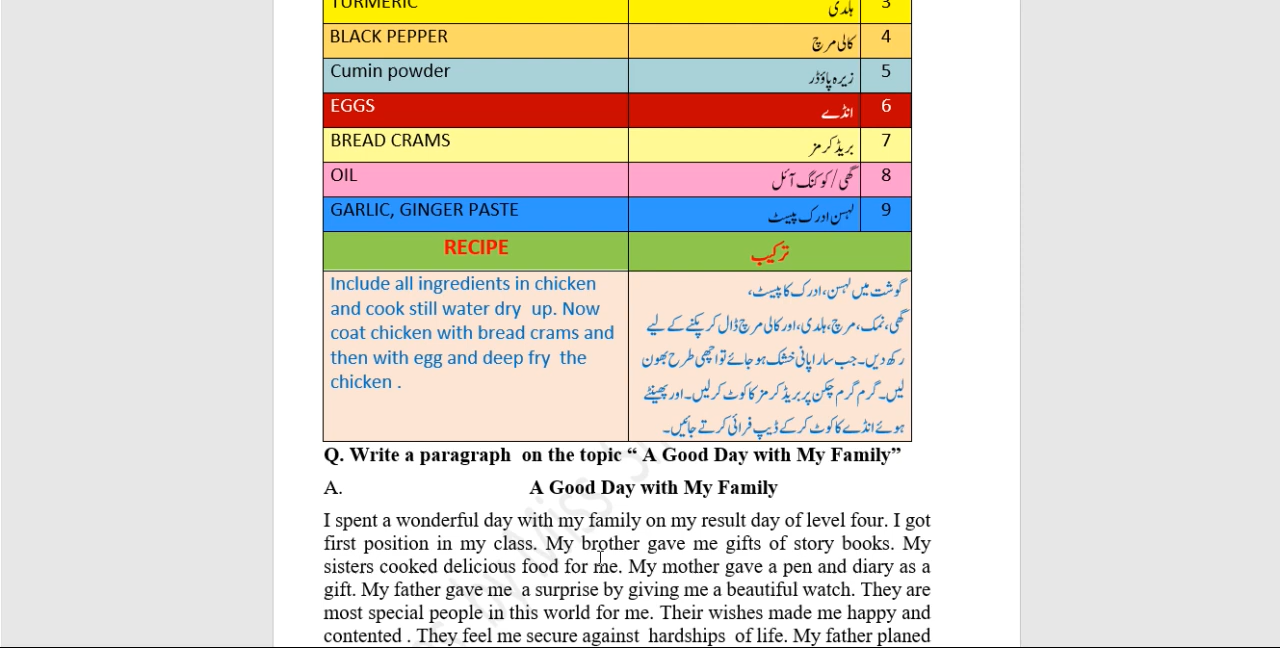 TURMERIC ہلدی 3
BLACK PEPPER کالی مرچ 4
Cumin powder زیرہ پاؤڈر 5
EGGS انڈے 6
BREAD CRAMS بریڈ کرمز 7
OIL گھی/کوکنگ آئل 8
GARLIC, GINGER PASTE لہسن ادرک پیسٹ 9
RECIPE ترکیب
Include all ingredients in chicken
and cook still water dry up. Now
coat chicken with bread crams and
then with egg and deep fry the
chicken .
گوشت میں لہسن، ادرک کا پیسٹ،
گھی، نمک، مرچ، ہلدی، اور کالی مرچ ڈال کر پکنے کے لیے
رکھ دیں۔ جب سارا پانی خشک ہو جائے تو اچھی طرح بھون
لیں۔ گرم گرم چکن پر بریڈ کرمز کا کوٹ کر لیں۔ اور پھینٹے
ہوئے انڈے کا کوٹ کر کے ڈیپ فرائی کرتے جائیں۔
Q. Write a paragraph on the topic “ A Good Day with My Family”
A. A Good Day with My Family
I spent a wonderful day with my family on my result day of level four. I got
first position in my class. My brother gave me gifts of story books. My
sisters cooked delicious food for me. My mother gave a pen and diary as a
gift. My father gave me a surprise by giving me a beautiful watch. They are
most special people in this world for me. Their wishes made me happy and
contented . They feel me secure against hardships of life. My father planed